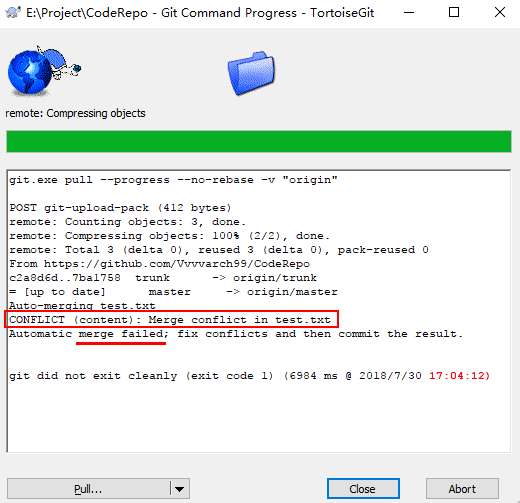 E:\Project\CodeRepo - Git Command Progress - TortoiseGit
remote: Compressing objects
git.exe pull --progress --no-rebase -v "origin"
POST git-upload-pack (412 bytes)
remote: Counting objects: 3, done.
remote: Compressing objects: 100% (2/2), done.
remote: Total 3 (delta 0), reused 3 (delta 0), pack-reused 0
From https://github.com/Vvvvarch99/CodeRepo
c2a8d6d..7ba1758  trunk      -> origin/trunk
= [up to date]      master     -> origin/master
Auto-merging test.txt
CONFLICT (content): Merge conflict in test.txt
Automatic merge failed; fix conflicts and then commit the result.
git did not exit cleanly (exit code 1) (6984 ms @ 2018/7/30 17:04:12)
Pull...
Close
Abort